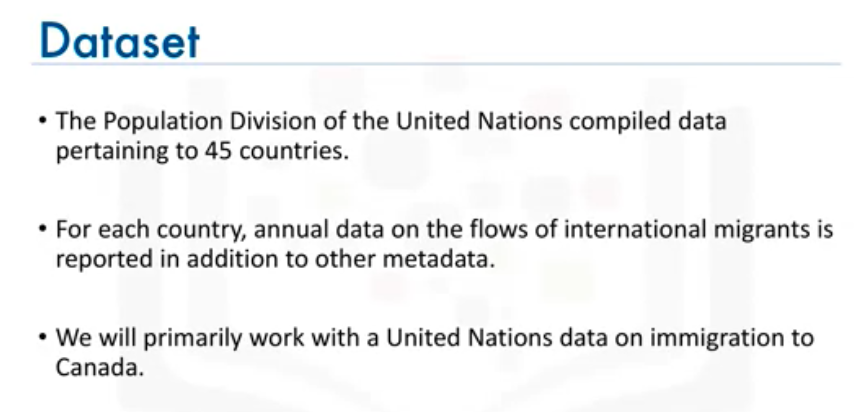 Dataset
• The Population Division of the United Nations compiled data
pertaining to 45 countries.
• For each country, annual data on the flows of international migrants is
reported in addition to other metadata.
• We will primarily work with a United Nations data on immigration to
Canada.